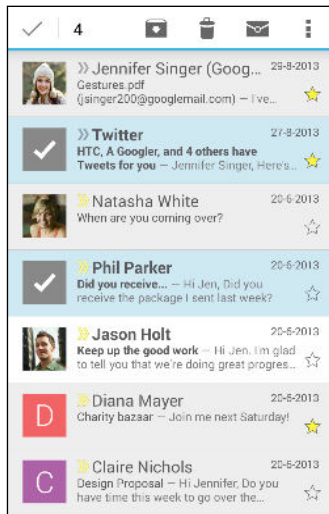 4
»Jennifer Singer (Goog... 29-8-2013
Gestures.pdf
(jsinger200@googlemail.com) — I've...
»Twitter 27-8-2013
HTC, A Googler, and 4 others have
Tweets for you — Jennifer Singer, Here's...
»Natasha White 20-6-2013
When are you coming over?
»Phil Parker 20-6-2013
Did you receive... — Hi Jen, Did you
receive the package I sent last week?
»Jason Holt 20-6-2013
Keep up the good work — Hi Jen. I'm glad
to tell you that we're doing great progres...
D
»Diana Mayer 20-6-2013
Charity bazaar — Join me next Saturday!
C
»Claire Nichols 20-6-2013
Design Proposal — Hi Jennifer, Do you
have time this week to go over the...